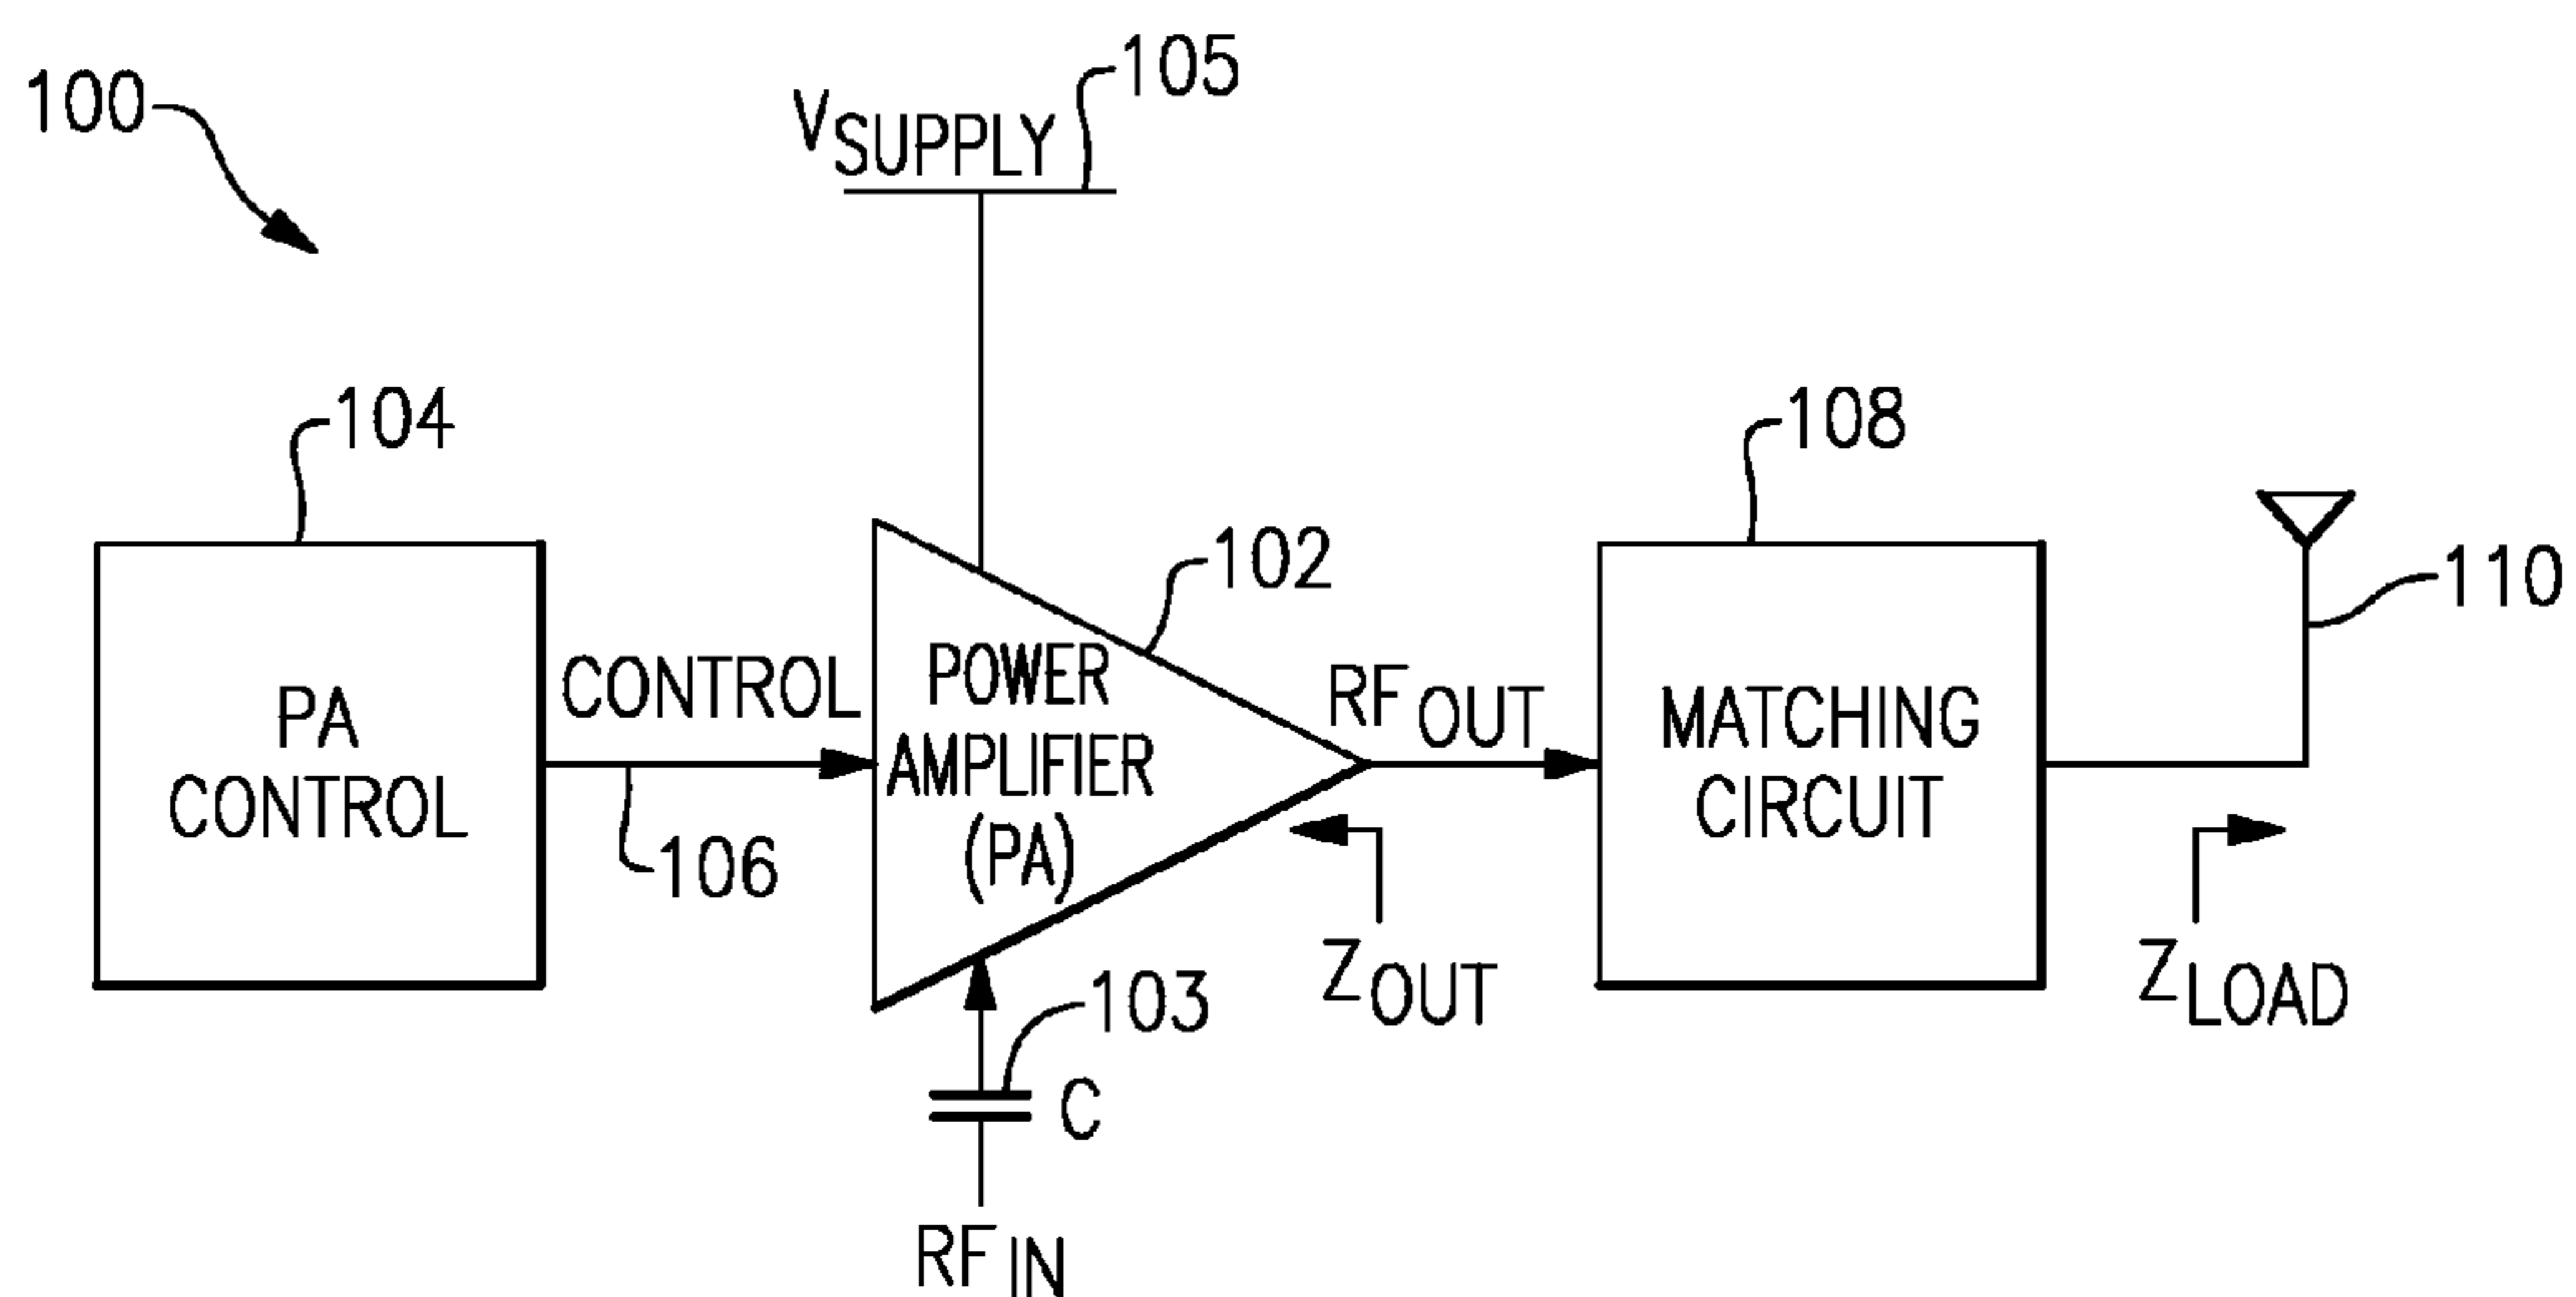 100
105
VSUPPLY
104
108
102
110
CONTROL
POWER
AMPLIFIER
(PA)
RFOUT
PA
CONTROL
MATCHING
CIRCUIT
106
103
ZOUT
ZLOAD
C
RFIN